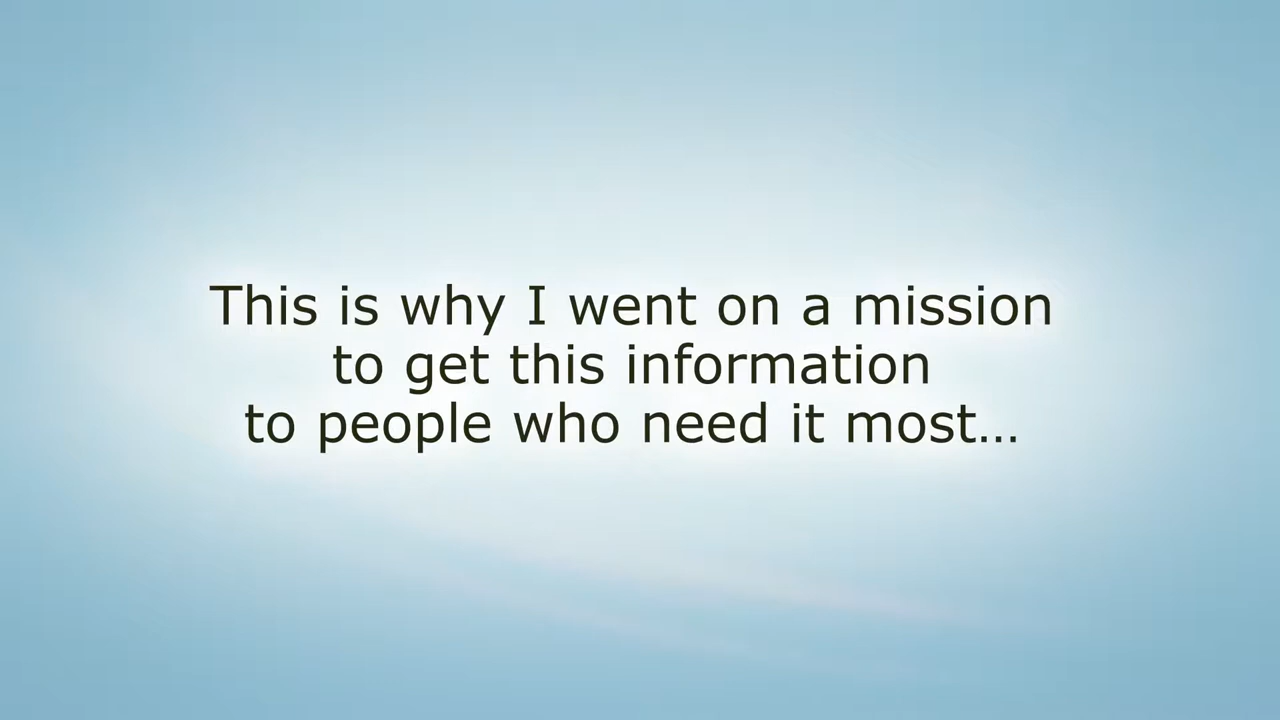 This is why I went on a mission
to get this information
to people who need it most...